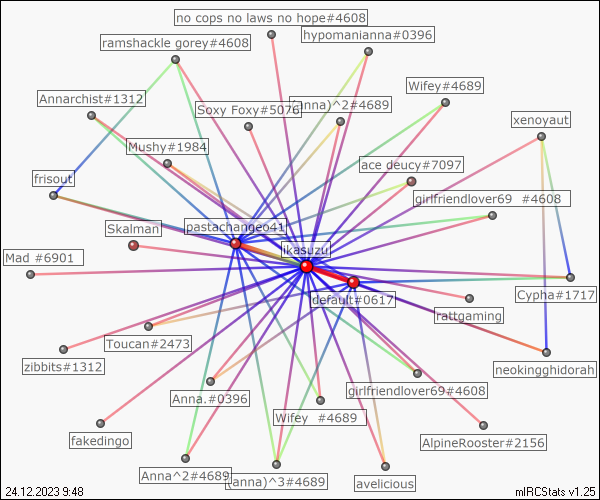 no cops no laws no hope#4608
hypomanianna#0396
ramshackle gorey#4608
Wifey#4689
Annarchist#1312
Soxy Foxy#5076
(anna)^2#4689
xenoyaut
Mushy#1984
ace deucy#7097
frisout
girlfriendlover69 #4608
pastachangeo41
Skalman
ikasuzu
Mad #6901
Cypha#1717
default#0617
rattgaming
Toucan#2473
zibbits#1312
neokingghidorah
girlfriendlover69#4608
Anna.#0396
Wifey #4689
fakedingo
AlpineRooster#2156
Anna^2#4689
(anna)^3#4689
avelicious
24.12.2023 9:48
mIRCStats v1.25